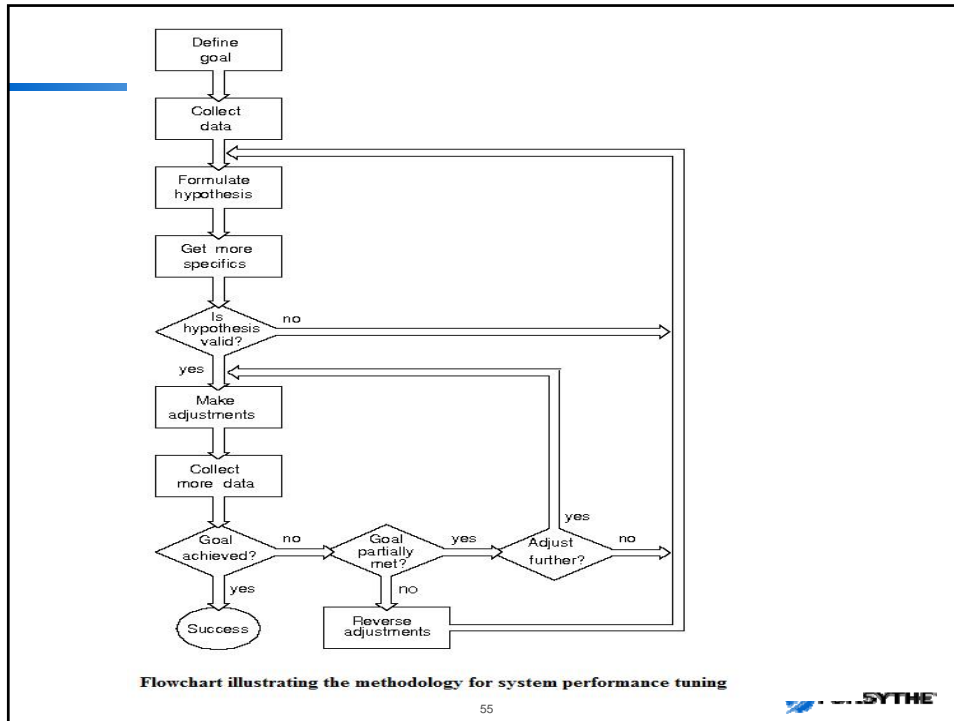 Define
goal
Collect
data
Formulate
hypothesis
Get more
specifics
Is
hypothesis
valid?
no
yes
Make
adjustments
Collect
more data
Goal
achieved?
no
Goal
partially
met?
yes
Adjust
further?
yes
no
yes
no
Success
Reverse
adjustments
Flowchart illustrating the methodology for system performance tuning
55